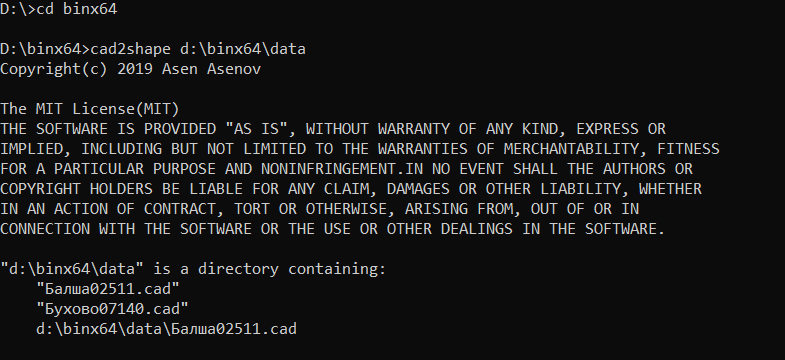 D:\>cd binx64
D:\binx64>cad2shape d:\binx64\data
Copyright(c) 2019 Asen Asenov
The MIT License(MIT)
THE SOFTWARE IS PROVIDED "AS IS", WITHOUT WARRANTY OF ANY KIND, EXPRESS OR
IMPLIED, INCLUDING BUT NOT LIMITED TO THE WARRANTIES OF MERCHANTABILITY, FITNESS
FOR A PARTICULAR PURPOSE AND NONINFRINGEMENT.IN NO EVENT SHALL THE AUTHORS OR
COPYRIGHT HOLDERS BE LIABLE FOR ANY CLAIM, DAMAGES OR OTHER LIABILITY, WHETHER
IN AN ACTION OF CONTRACT, TORT OR OTHERWISE, ARISING FROM, OUT OF OR IN
CONNECTION WITH THE SOFTWARE OR THE USE OR OTHER DEALINGS IN THE SOFTWARE.
"d:\binx64\data" is a directory containing:
"Балша02511.cad"
"Бухово07140.cad"
d:\binx64\data\Балша02511.cad